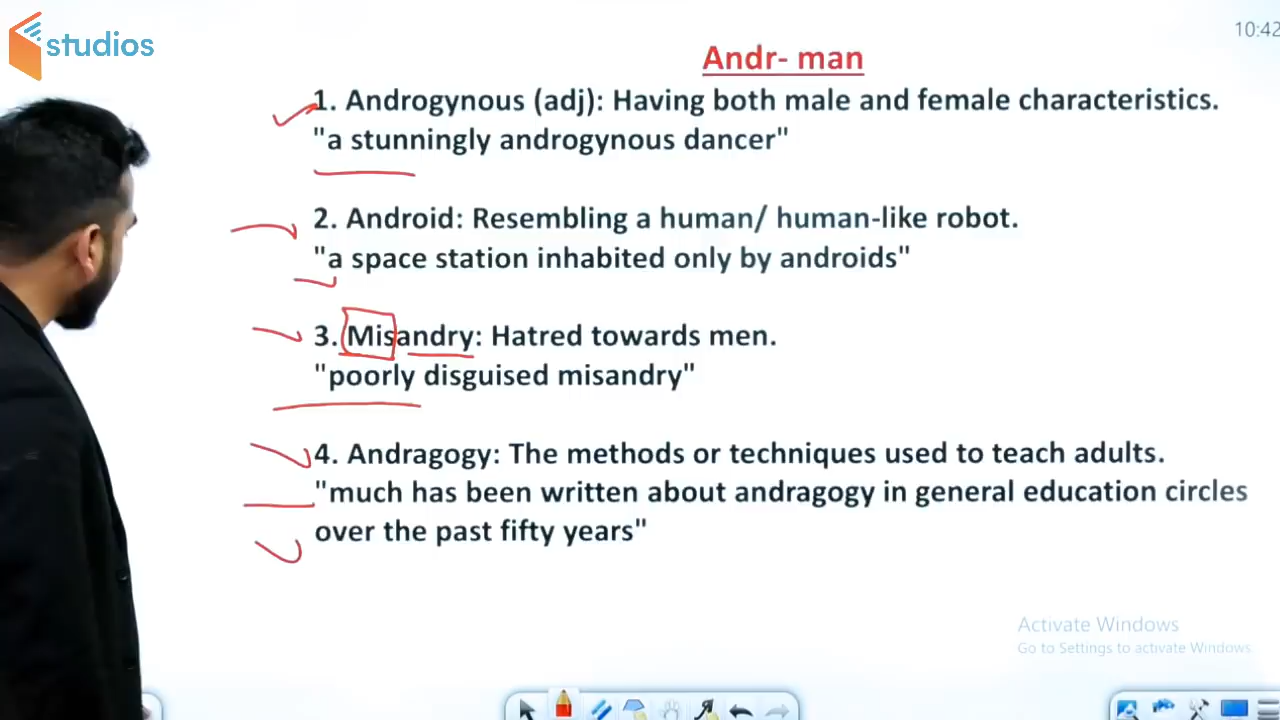 studios
10:42
Andr- man
1. Androgynous (adj): Having both male and female characteristics.
"a stunningly androgynous dancer"
2. Android: Resembling a human/ human-like robot.
"a space station inhabited only by androids"
3. Misandry: Hatred towards men.
"poorly disguised misandry"
4. Andragogy: The methods or techniques used to teach adults.
"much has been written about andragogy in general education circles
over the past fifty years"
Activate Windows
Go to Settings to activate Windows.